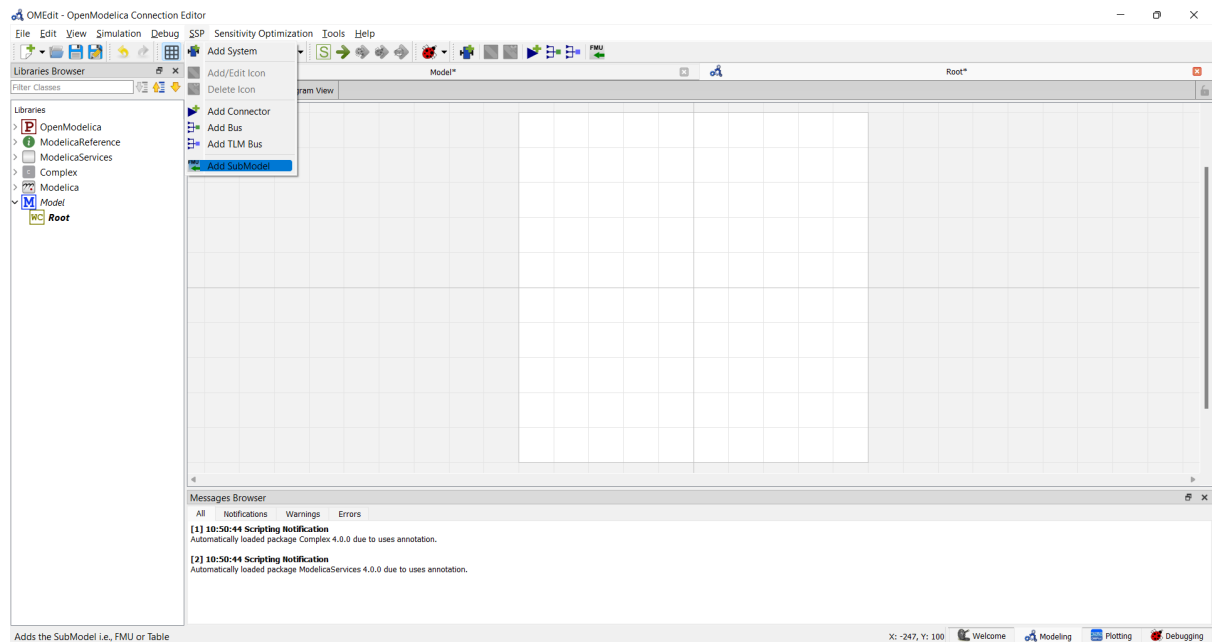 OMEdit - OpenModelica Connection Editor
File Edit View Simulation Debug SSP Sensitivity Optimization Tools Help
S
FMU
Libraries Browser
Filter Classes
Libraries
P OpenModelica
i ModelicaReference
ModelicaServices
C Complex
Modelica
M Model
WC Root
Add System
Add/Edit Icon
Delete Icon
Add Connector
Add Bus
Add TLM Bus
FMU Add SubModel
Model*
Root*
gram View
Messages Browser
All Notifications Warnings Errors
[1] 10:50:44 Scripting Notification
Automatically loaded package Complex 4.0.0 due to uses annotation.
[2] 10:50:44 Scripting Notification
Automatically loaded package ModelicaServices 4.0.0 due to uses annotation.
Adds the SubModel i.e., FMU or Table
X: -247, Y: 100 Welcome Modeling Plotting Debugging